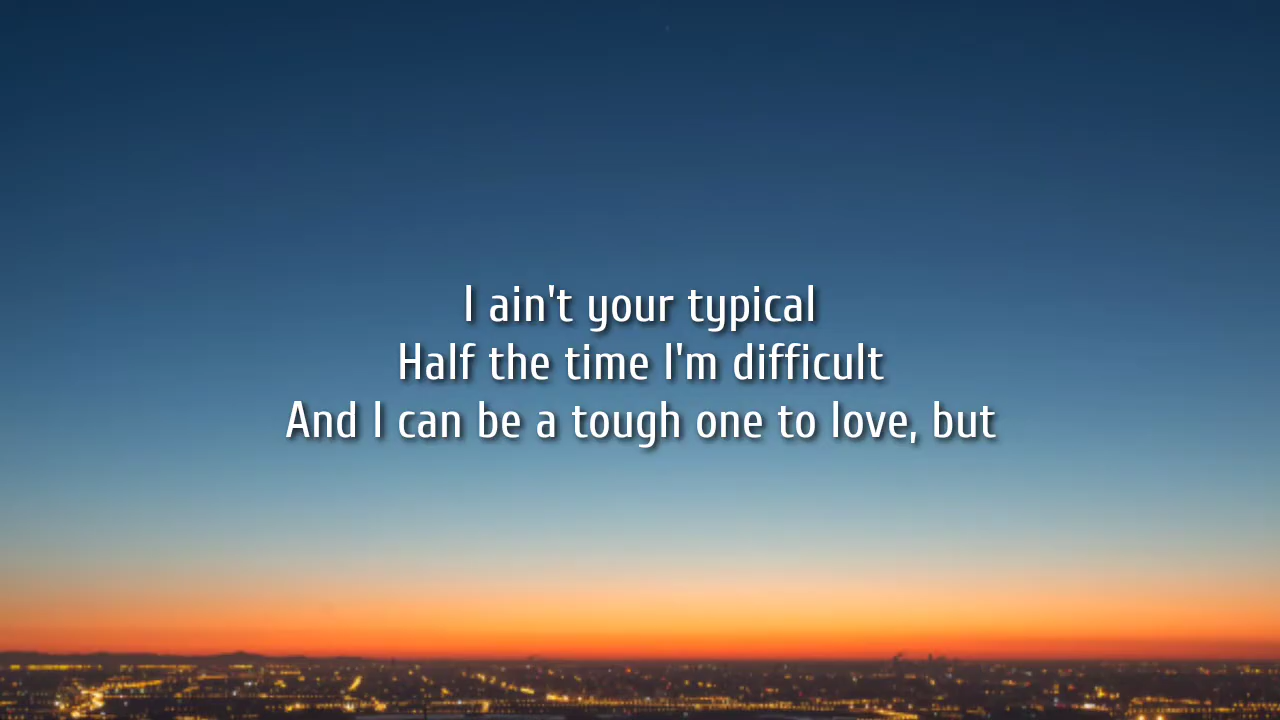 I ain't your typical
Half the time I'm difficult
And I can be a tough one to love, but